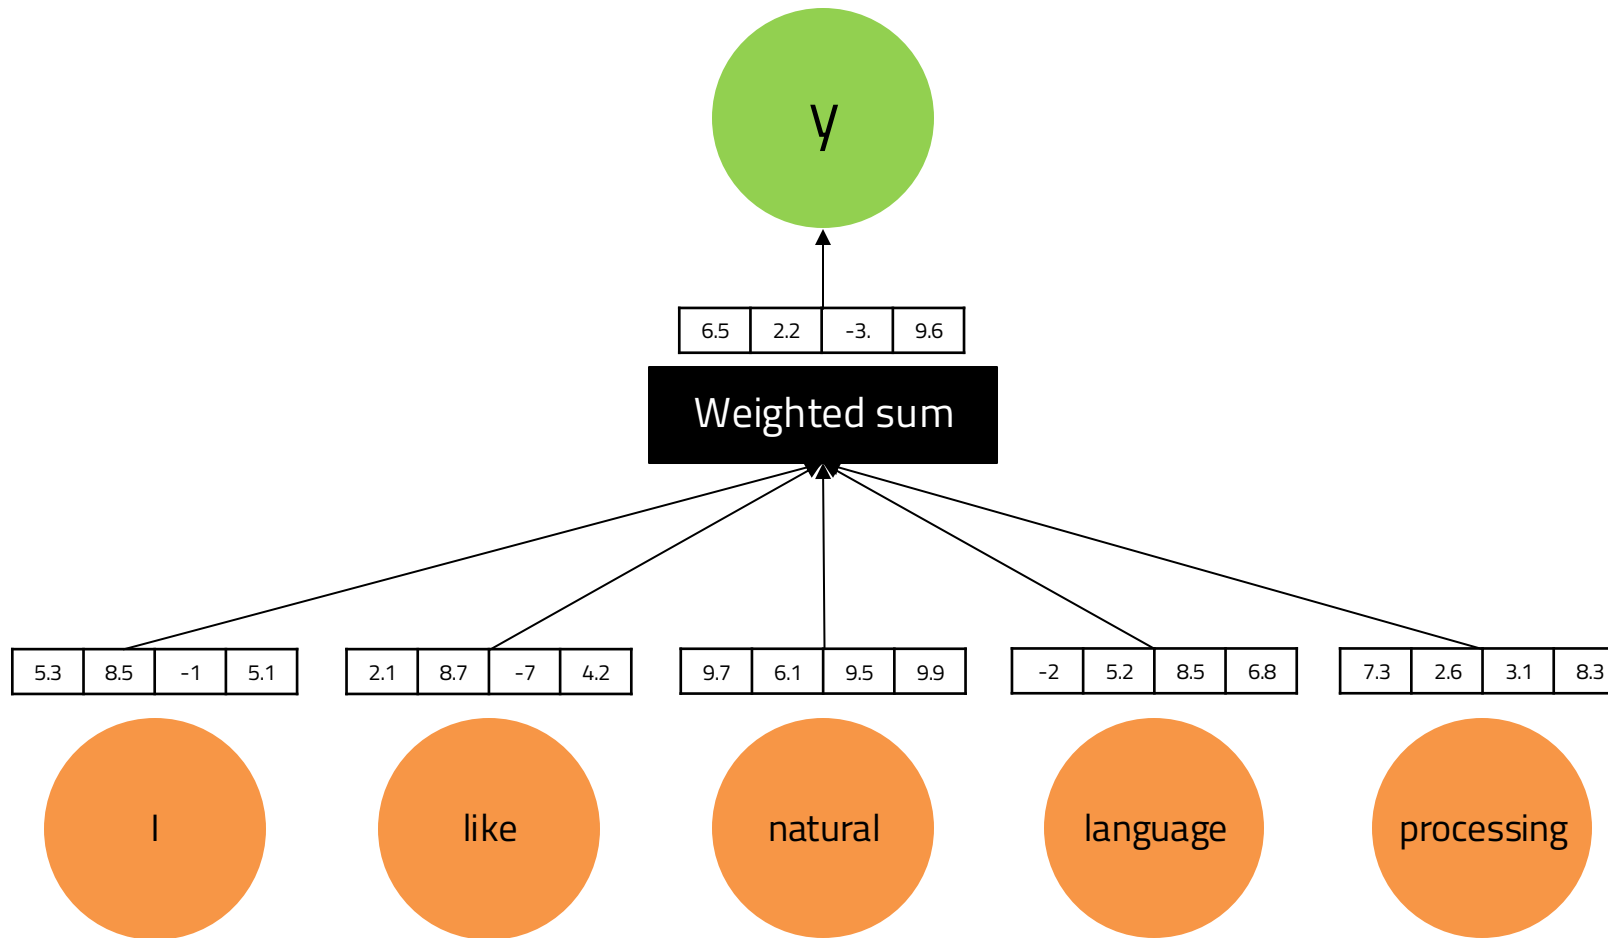 y
6.5 2.2 -3. 9.6
Weighted sum
5.3 8.5 -1 5.1 2.1 8.7 -7 4.2 9.7 6.1 9.5 9.9 -2 5.2 8.5 6.8 7.3 2.6 3.1 8.3
I like natural language processing